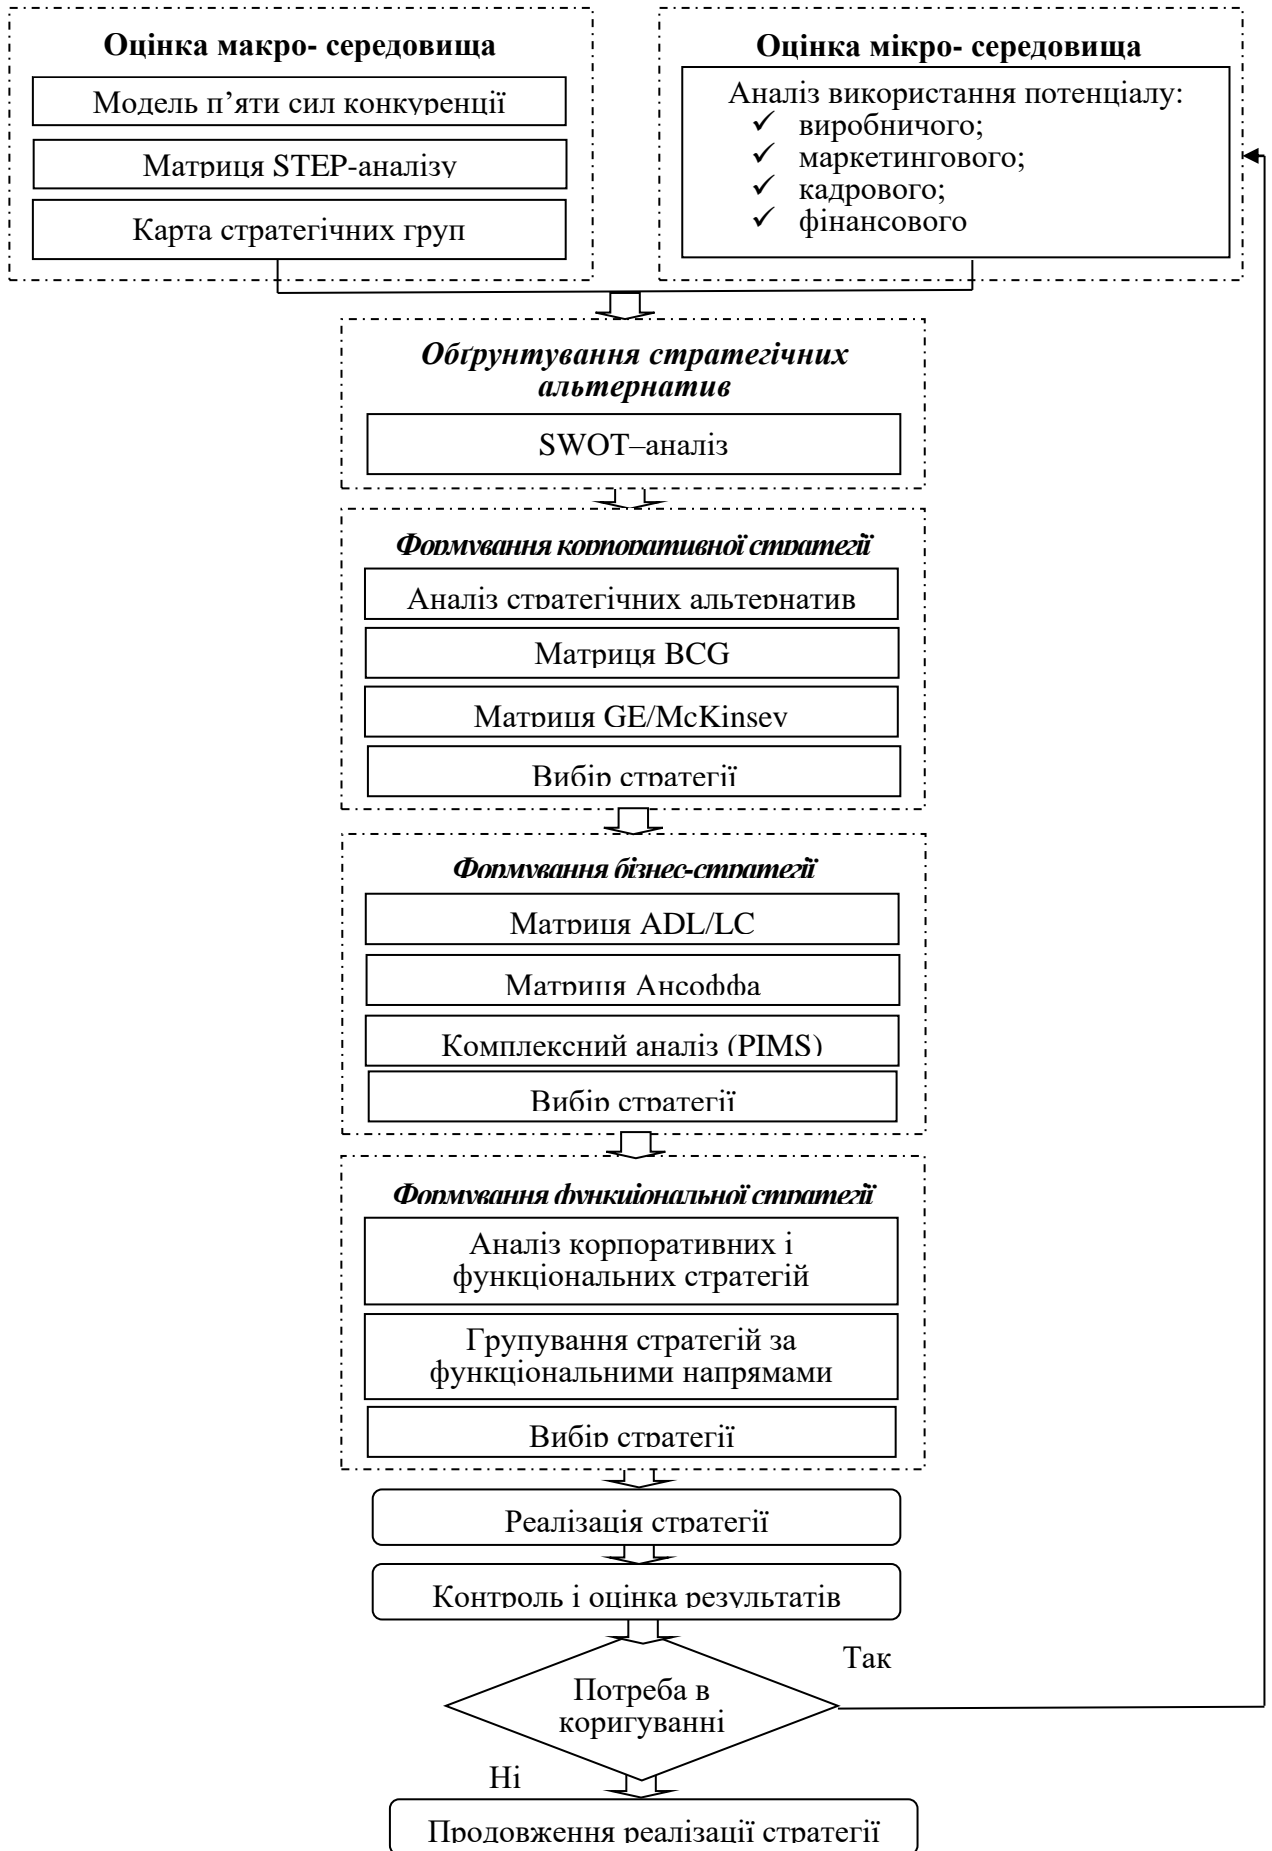 Оцінка макро- середовища
Модель п’яти сил конкуренції
Матриця STEP-аналізу
Карта стратегічних груп
Оцінка мікро- середовища
Аналіз використання потенціалу:
✓ виробничого;
✓ маркетингового;
✓ кадрового;
✓ фінансового
Обґрунтування стратегічних
альтернатив
SWOT–аналіз
Формування корпоративної стратегії
Аналіз стратегічних альтернатив
Матриця BCG
Матриця GE/McKinsey
Вибір стратегії
Формування бізнес-стратегії
Матриця ADL/LC
Матриця Ансоффа
Комплексний аналіз (PIMS)
Вибір стратегії
Формування функціональної стратегії
Аналіз корпоративних і
функціональних стратегій
Групування стратегій за
функціональними напрямами
Вибір стратегії
Реалізація стратегії
Контроль і оцінка результатів
Так
Потреба в
коригуванні
Ні
Продовження реалізації стратегії